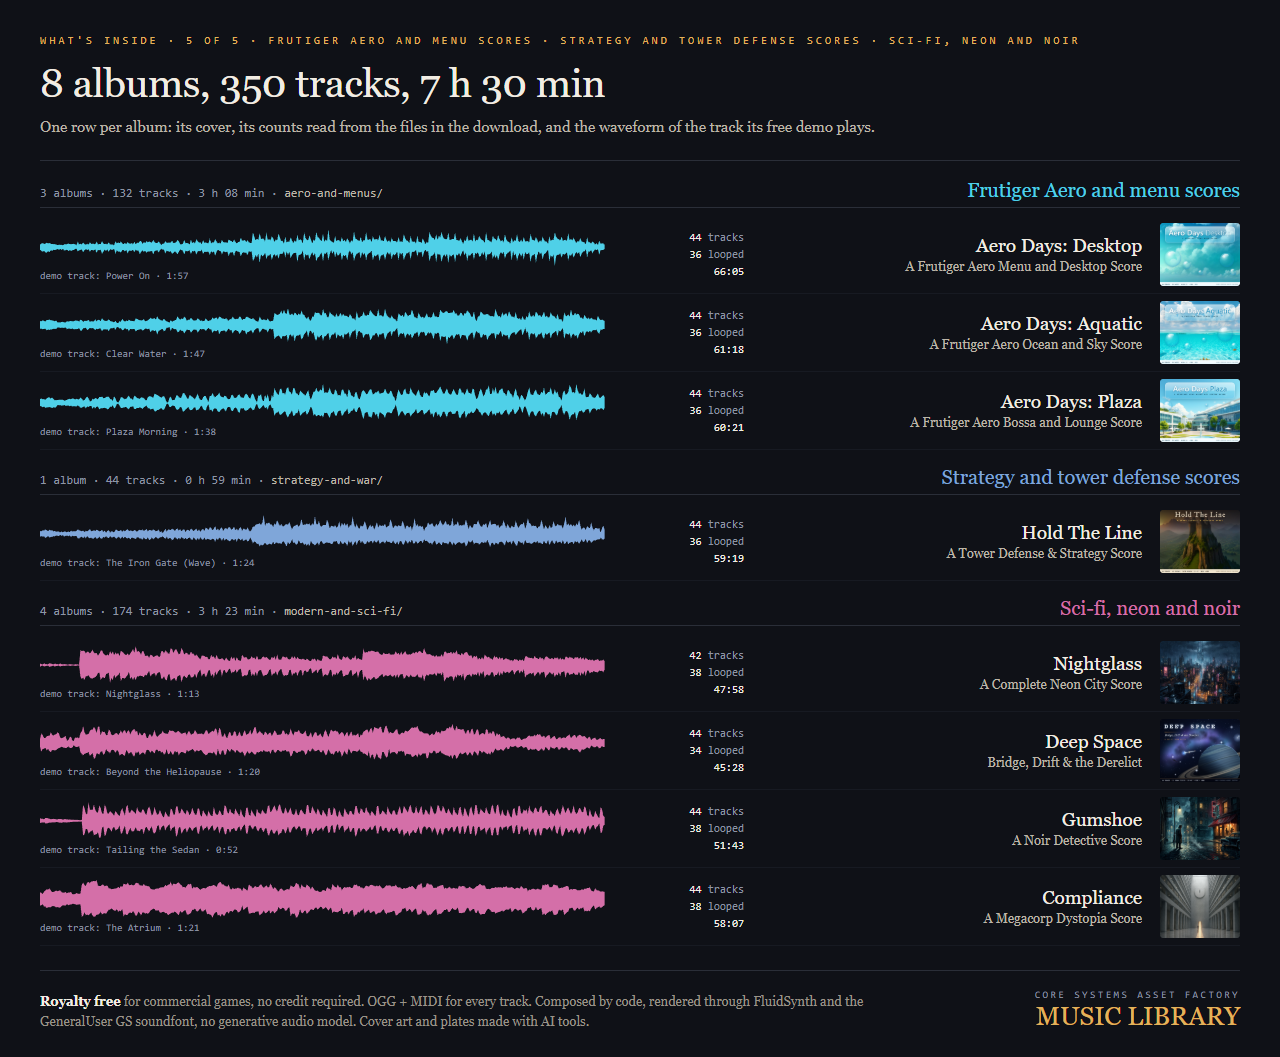 WHAT'S INSIDE · 5 OF 5 · FRUTIGER AERO AND MENU SCORES · STRATEGY AND TOWER DEFENSE SCORES · SCI-FI, NEON AND NOIR
8 albums, 350 tracks, 7 h 30 min
One row per album: its cover, its counts read from the files in the download, and the waveform of the track its free demo plays.
3 albums · 132 tracks · 3 h 08 min · aero-and-menus/
Frutiger Aero and menu scores
demo track: Power On · 1:57
44 tracks
36 looped
66:05
Aero Days: Desktop
A Frutiger Aero Menu and Desktop Score
Aero Days Desktop
demo track: Clear Water · 1:47
44 tracks
36 looped
61:18
Aero Days: Aquatic
A Frutiger Aero Ocean and Sky Score
Aero Days Aquatic
demo track: Plaza Morning · 1:38
44 tracks
36 looped
60:21
Aero Days: Plaza
A Frutiger Aero Bossa and Lounge Score
Aero Days Plaza
1 album · 44 tracks · 0 h 59 min · strategy-and-war/
Strategy and tower defense scores
demo track: The Iron Gate (Wave) · 1:24
44 tracks
36 looped
59:19
Hold The Line
A Tower Defense & Strategy Score
Hold The Line
4 albums · 174 tracks · 3 h 23 min · modern-and-sci-fi/
Sci-fi, neon and noir
demo track: Nightglass · 1:13
42 tracks
38 looped
47:58
Nightglass
A Complete Neon City Score
demo track: Beyond the Heliopause · 1:20
44 tracks
34 looped
45:28
Deep Space
Bridge, Drift & the Derelict
DEEP SPACE
demo track: Tailing the Sedan · 0:52
44 tracks
38 looped
51:43
Gumshoe
A Noir Detective Score
demo track: The Atrium · 1:21
44 tracks
38 looped
58:07
Compliance
A Megacorp Dystopia Score
Royalty free for commercial games, no credit required. OGG + MIDI for every track. Composed by code, rendered through FluidSynth and the
GeneralUser GS soundfont, no generative audio model. Cover art and plates made with AI tools.
CORE SYSTEMS ASSET FACTORY
MUSIC LIBRARY